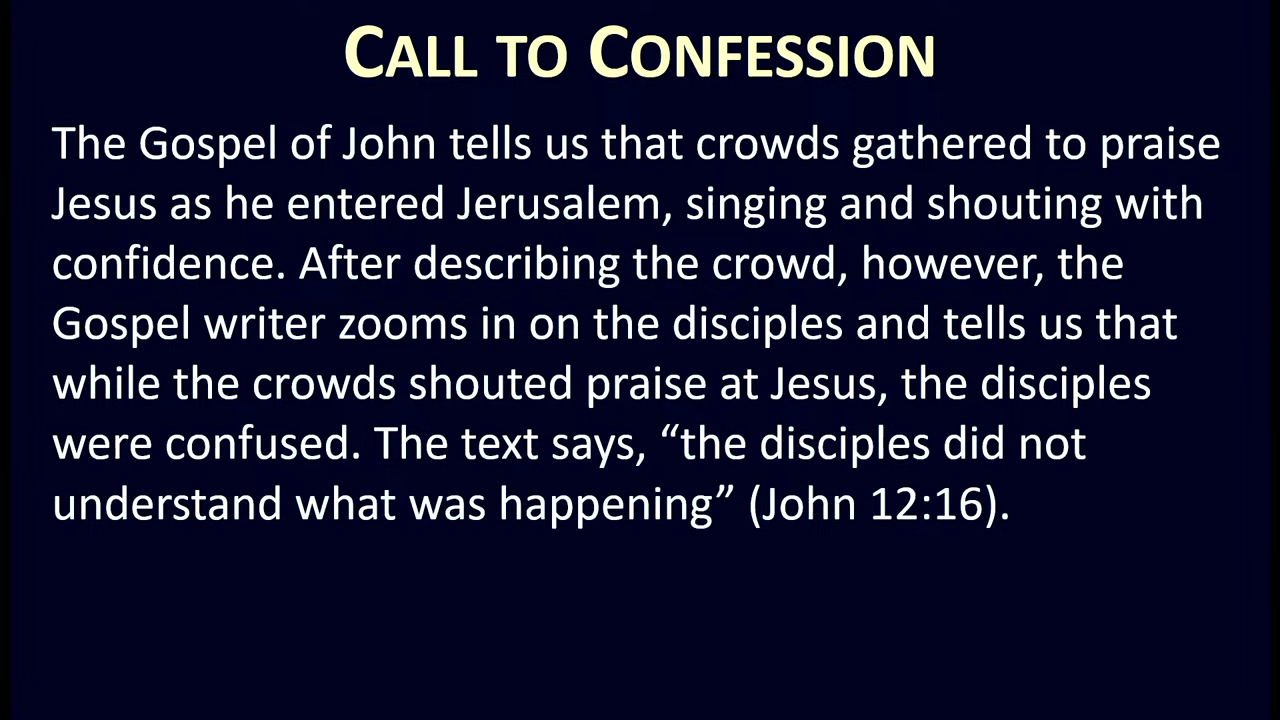 CALL TO CONFESSION
The Gospel of John tells us that crowds gathered to praise
Jesus as he entered Jerusalem, singing and shouting with
confidence. After describing the crowd, however, the
Gospel writer zooms in on the disciples and tells us that
while the crowds shouted praise at Jesus, the disciples
were confused. The text says, “the disciples did not
understand what was happening” (John 12:16).